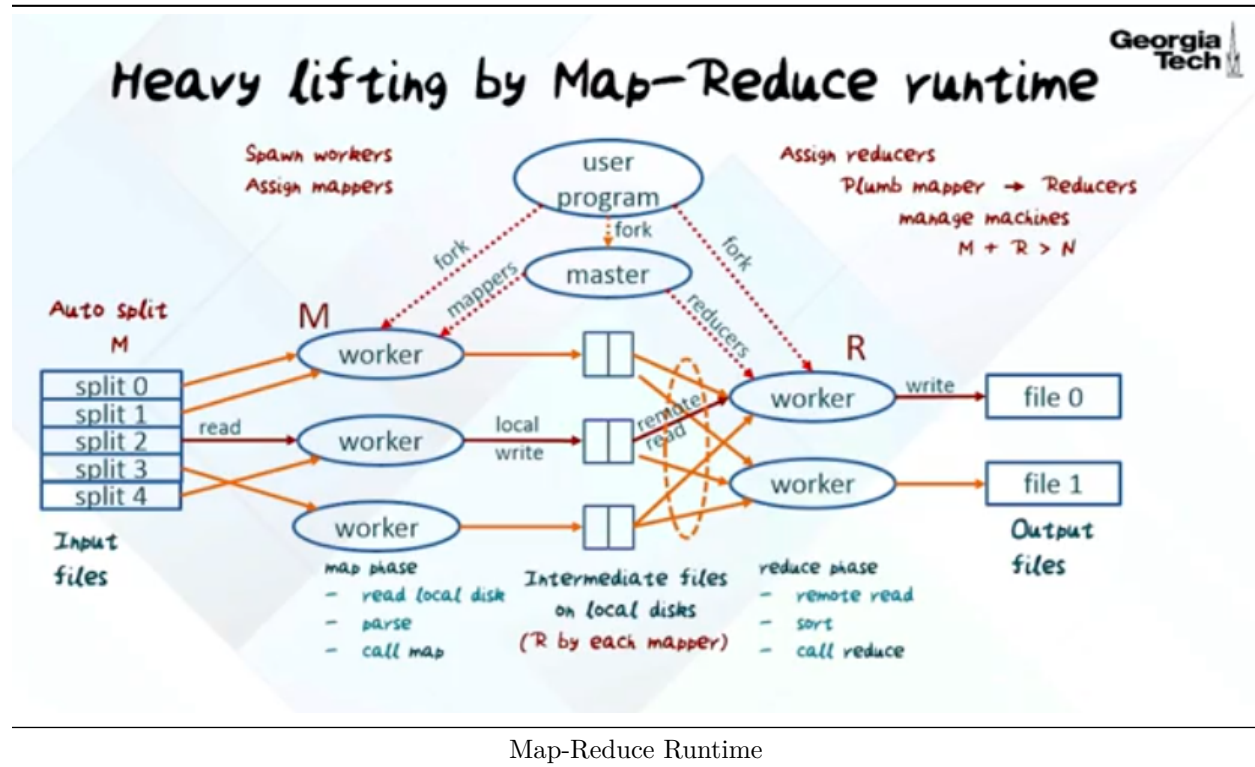 Georgia
Tech
Heavy lifting by Map-Reduce runtime
Spawn workers
Assign mappers
user
program
Assign reducers
Plumb mapper → Reducers
manage machines
M + R > N
fork
fork
fork
master
mappers
reducers
Auto split
M
M
R
split 0
split 1
split 2
split 3
split 4
read
worker
worker
worker
local
write
remote
read
worker
worker
write
file 0
file 1
Input
files
map phase
- read local disk
- parse
- call map
Intermediate files
on local disks
(R by each mapper)
reduce phase
- remote read
- sort
- call reduce
Output
files
Map-Reduce Runtime